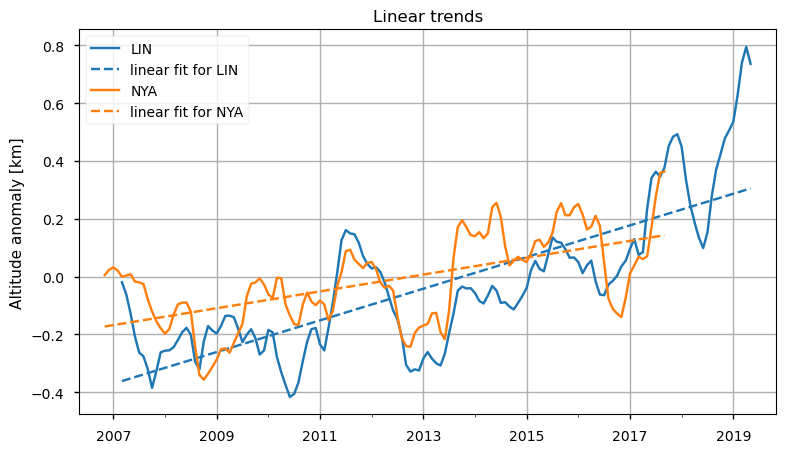 Linear trends
LIN
linear fit for LIN
NYA
linear fit for NYA
Altitude anomaly [km]
0.8
0.6
0.4
0.2
0.0
−0.2
−0.4
2007 2009 2011 2013 2015 2017 2019